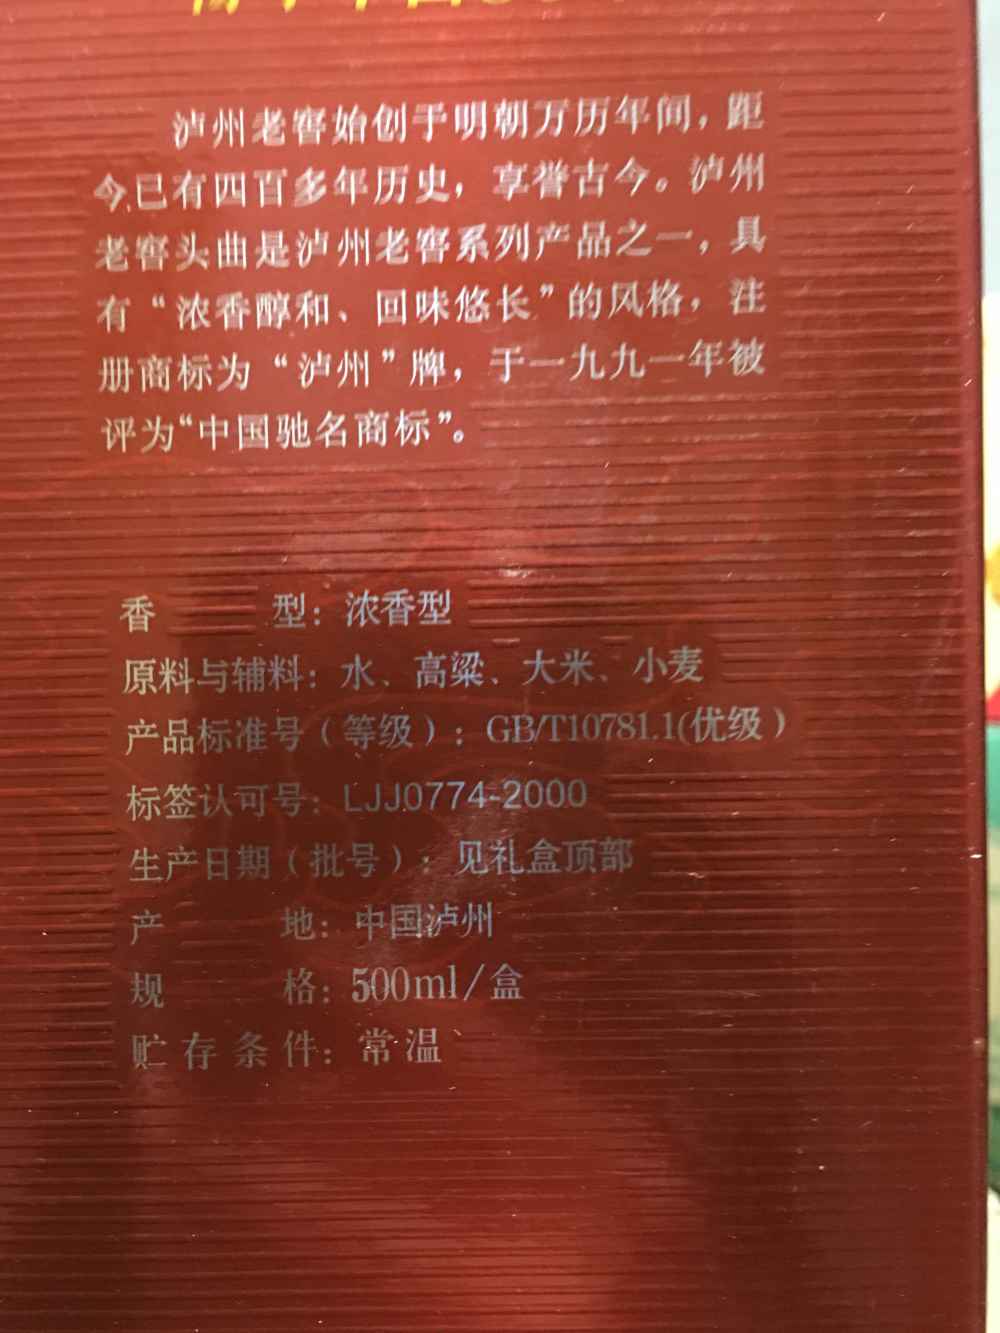 泸州老窖始创于明朝万历年间，距
今已有四百多年历史，享誉古今。泸州
老窖头曲是泸州老窖系列产品之一，具
有“浓香醇和、回味悠长”的风格，注
册商标为“泸州”牌，于一九九一年被
评为“中国驰名商标”。
香 型：浓香型
原料与辅料：水、高粱、大米、小麦
产品标准号（等级）：GB/T10781.1(优级）
标签认可号：LJJ0774-2000
生产日期（批号）：见礼盒顶部
产 地：中国泸州
规 格：500ml/盒
贮存条件：常温